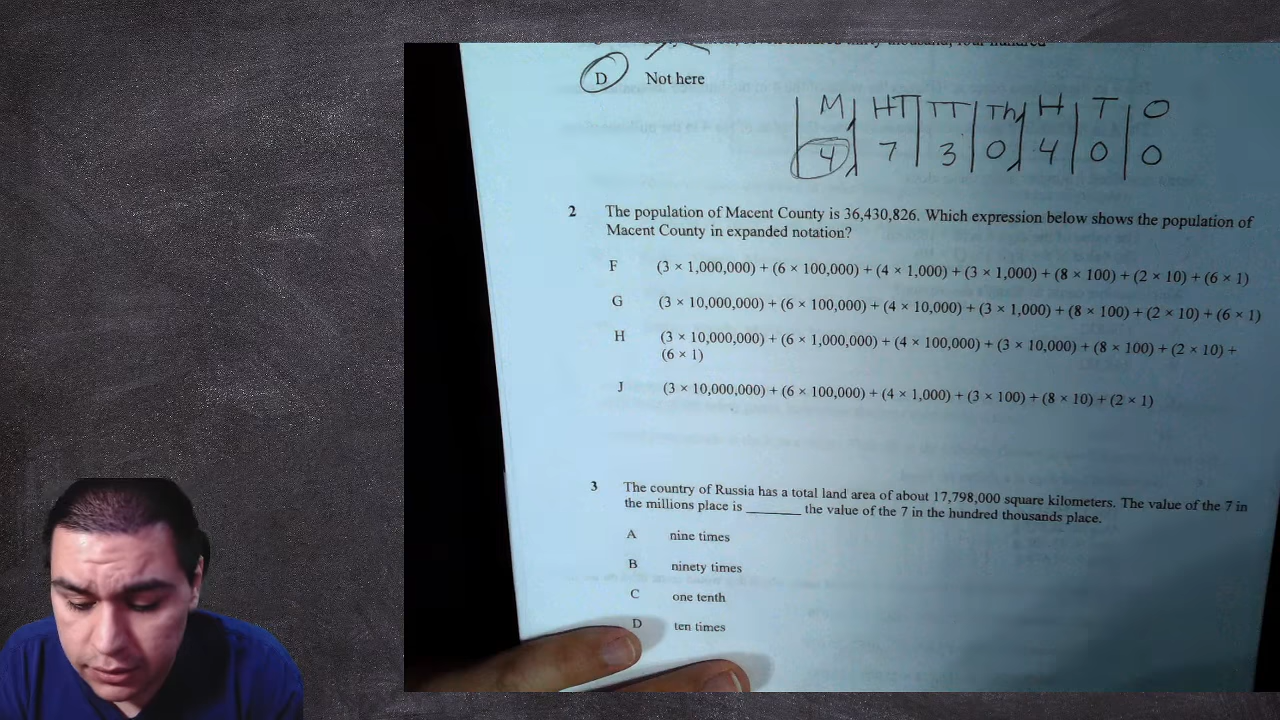 thousand, four hundred
D Not here
M HT TT Th H T O
4 7 3 0 4 0 0
2 The population of Macent County is 36,430,826. Which expression below shows the population of
Macent County in expanded notation?
F (3 × 1,000,000) + (6 × 100,000) + (4 × 1,000) + (3 × 1,000) + (8 × 100) + (2 × 10) + (6 × 1)
G (3 × 10,000,000) + (6 × 100,000) + (4 × 10,000) + (3 × 1,000) + (8 × 100) + (2 × 10) + (6 × 1)
H (3 × 10,000,000) + (6 × 1,000,000) + (4 × 100,000) + (3 × 10,000) + (8 × 100) + (2 × 10) +
(6 × 1)
J (3 × 10,000,000) + (6 × 100,000) + (4 × 1,000) + (3 × 100) + (8 × 10) + (2 × 1)
3 The country of Russia has a total land area of about 17,798,000 square kilometers. The value of the 7 in
the millions place is ________ the value of the 7 in the hundred thousands place.
A nine times
B ninety times
C one tenth
D ten times